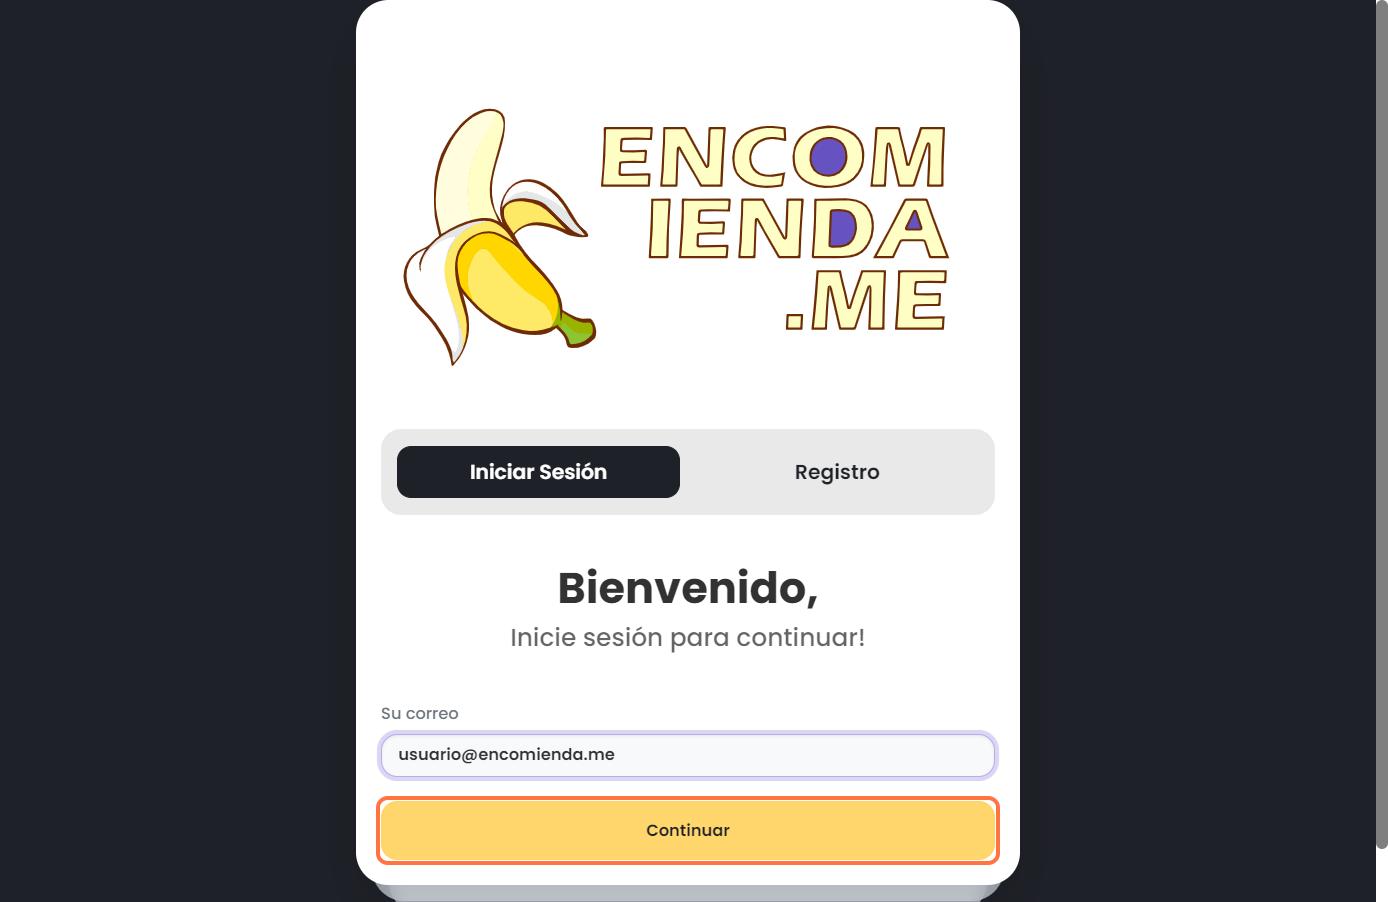 ENCOM
IENDA
.ME
Iniciar Sesión
Registro
Bienvenido,
Inicie sesión para continuar!
Su correo
usuario@encomienda.me
Continuar